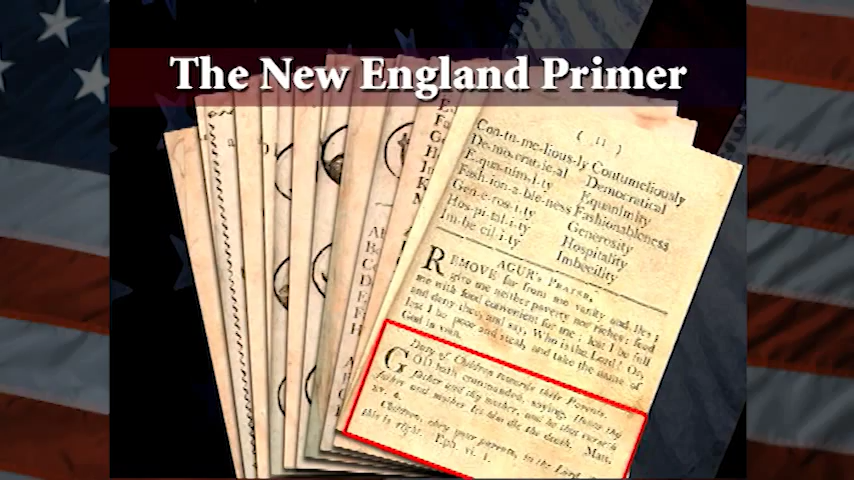 The New England Primer
( 11 )
Con-tu-me-lious-ly Contumeliously
De-mo-crat-ic-al Democratical
E-qua-nim-i-ty Equanimity
Fash-ion-a-ble-ness Fashionableness
Gen-e-ros-i-ty Generosity
Hos-pi-tal-i-ty Hospitality
Im-be cil-i-ty Imbecility
AGUR's PRAYER.
REMOVE far from me vanity and lies;
give me neither poverty nor riches; feed
me with food convenient for me; lest I be full
and deny thee, and say, Who is the Lord? Or,
lest I be poor and steal, and take the name of
God in vain.
Duty of Children towards their Parents.
GOD hath commanded, saying, Honor thy
father and thy mother, and he that curseth
father and mother let him die the death. Matt.
xv. 4.
Children, obey your parents, in the Lord,
this is right. Eph. vi. 1.